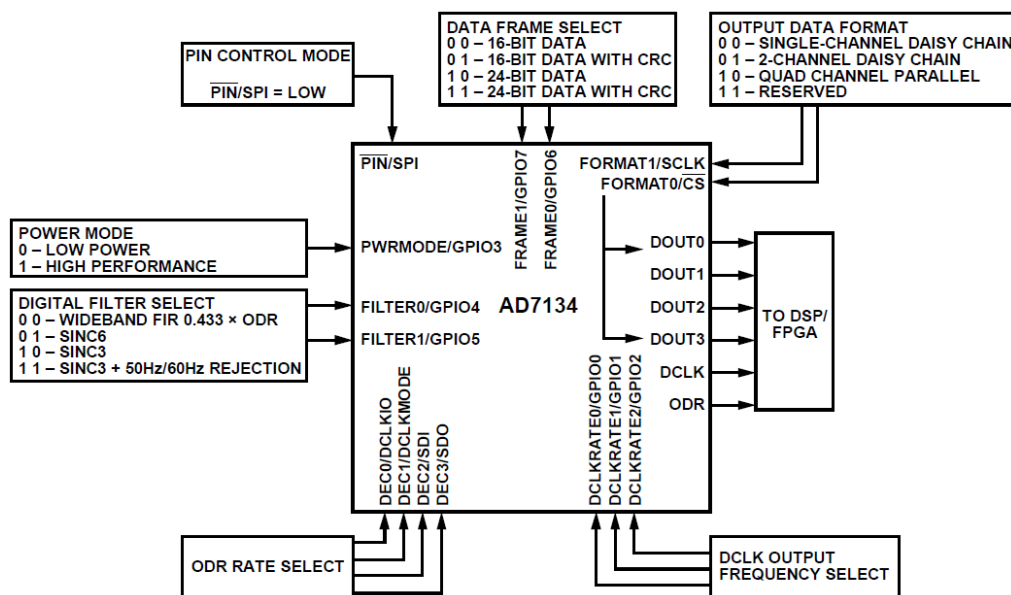 PIN CONTROL MODE
PIN/SPI = LOW
DATA FRAME SELECT
0 0 – 16-BIT DATA
0 1 – 16-BIT DATA WITH CRC
1 0 – 24-BIT DATA
1 1 – 24-BIT DATA WITH CRC
OUTPUT DATA FORMAT
0 0 – SINGLE-CHANNEL DAISY CHAIN
0 1 – 2-CHANNEL DAISY CHAIN
1 0 – QUAD CHANNEL PARALLEL
1 1 – RESERVED
PIN/SPI
FRAME1/GPIO7
FRAME0/GPIO6
FORMAT1/SCLK
FORMAT0/CS
POWER MODE
0 – LOW POWER
1 – HIGH PERFORMANCE
PWRMODE/GPIO3
DIGITAL FILTER SELECT
0 0 – WIDEBAND FIR 0.433 × ODR
0 1 – SINC6
1 0 – SINC3
1 1 – SINC3 + 50Hz/60Hz REJECTION
FILTER0/GPIO4
FILTER1/GPIO5
AD7134
DOUT0
DOUT1
DOUT2
DOUT3
DCLK
ODR
TO DSP/
FPGA
DEC0/DCLKIO
DEC1/DCLKMODE
DEC2/SDI
DEC3/SDO
DCLKRATE0/GPIO0
DCLKRATE1/GPIO1
DCLKRATE2/GPIO2
ODR RATE SELECT
DCLK OUTPUT
FREQUENCY SELECT